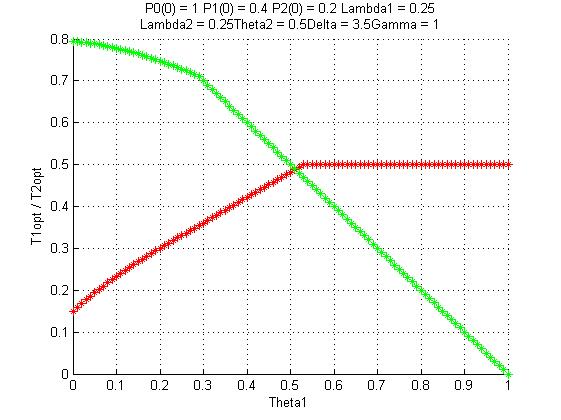 P0(0) = 1 P1(0) = 0.4 P2(0) = 0.2 Lambda1 = 0.25
Lambda2 = 0.25Theta2 = 0.5Delta = 3.5Gamma = 1
0.8
0.7
0.6
0.5
0.4
0.3
0.2
0.1
0
T1opt / T2opt
0 0.1 0.2 0.3 0.4 0.5 0.6 0.7 0.8 0.9 1
Theta1